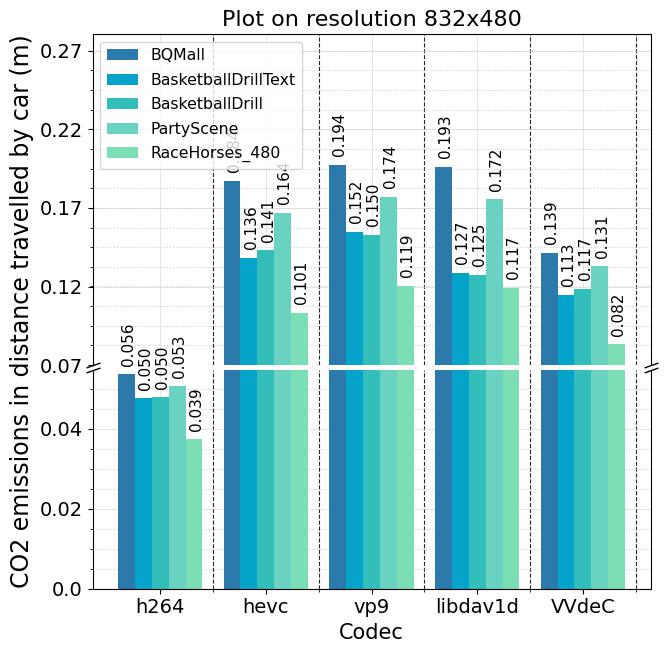 Plot on resolution 832x480
CO2 emissions in distance travelled by car (m)
0.27
0.22
0.17
0.12
0.07
0.04
0.02
0.0
BQMall
BasketballDrillText
BasketballDrill
PartyScene
RaceHorses_480
0.056
0.050
0.050
0.053
0.039
0.184
0.136
0.141
0.164
0.101
0.194
0.152
0.150
0.174
0.119
0.193
0.127
0.125
0.172
0.117
0.139
0.113
0.117
0.131
0.082
h264
hevc
vp9
libdav1d
VVdeC
Codec